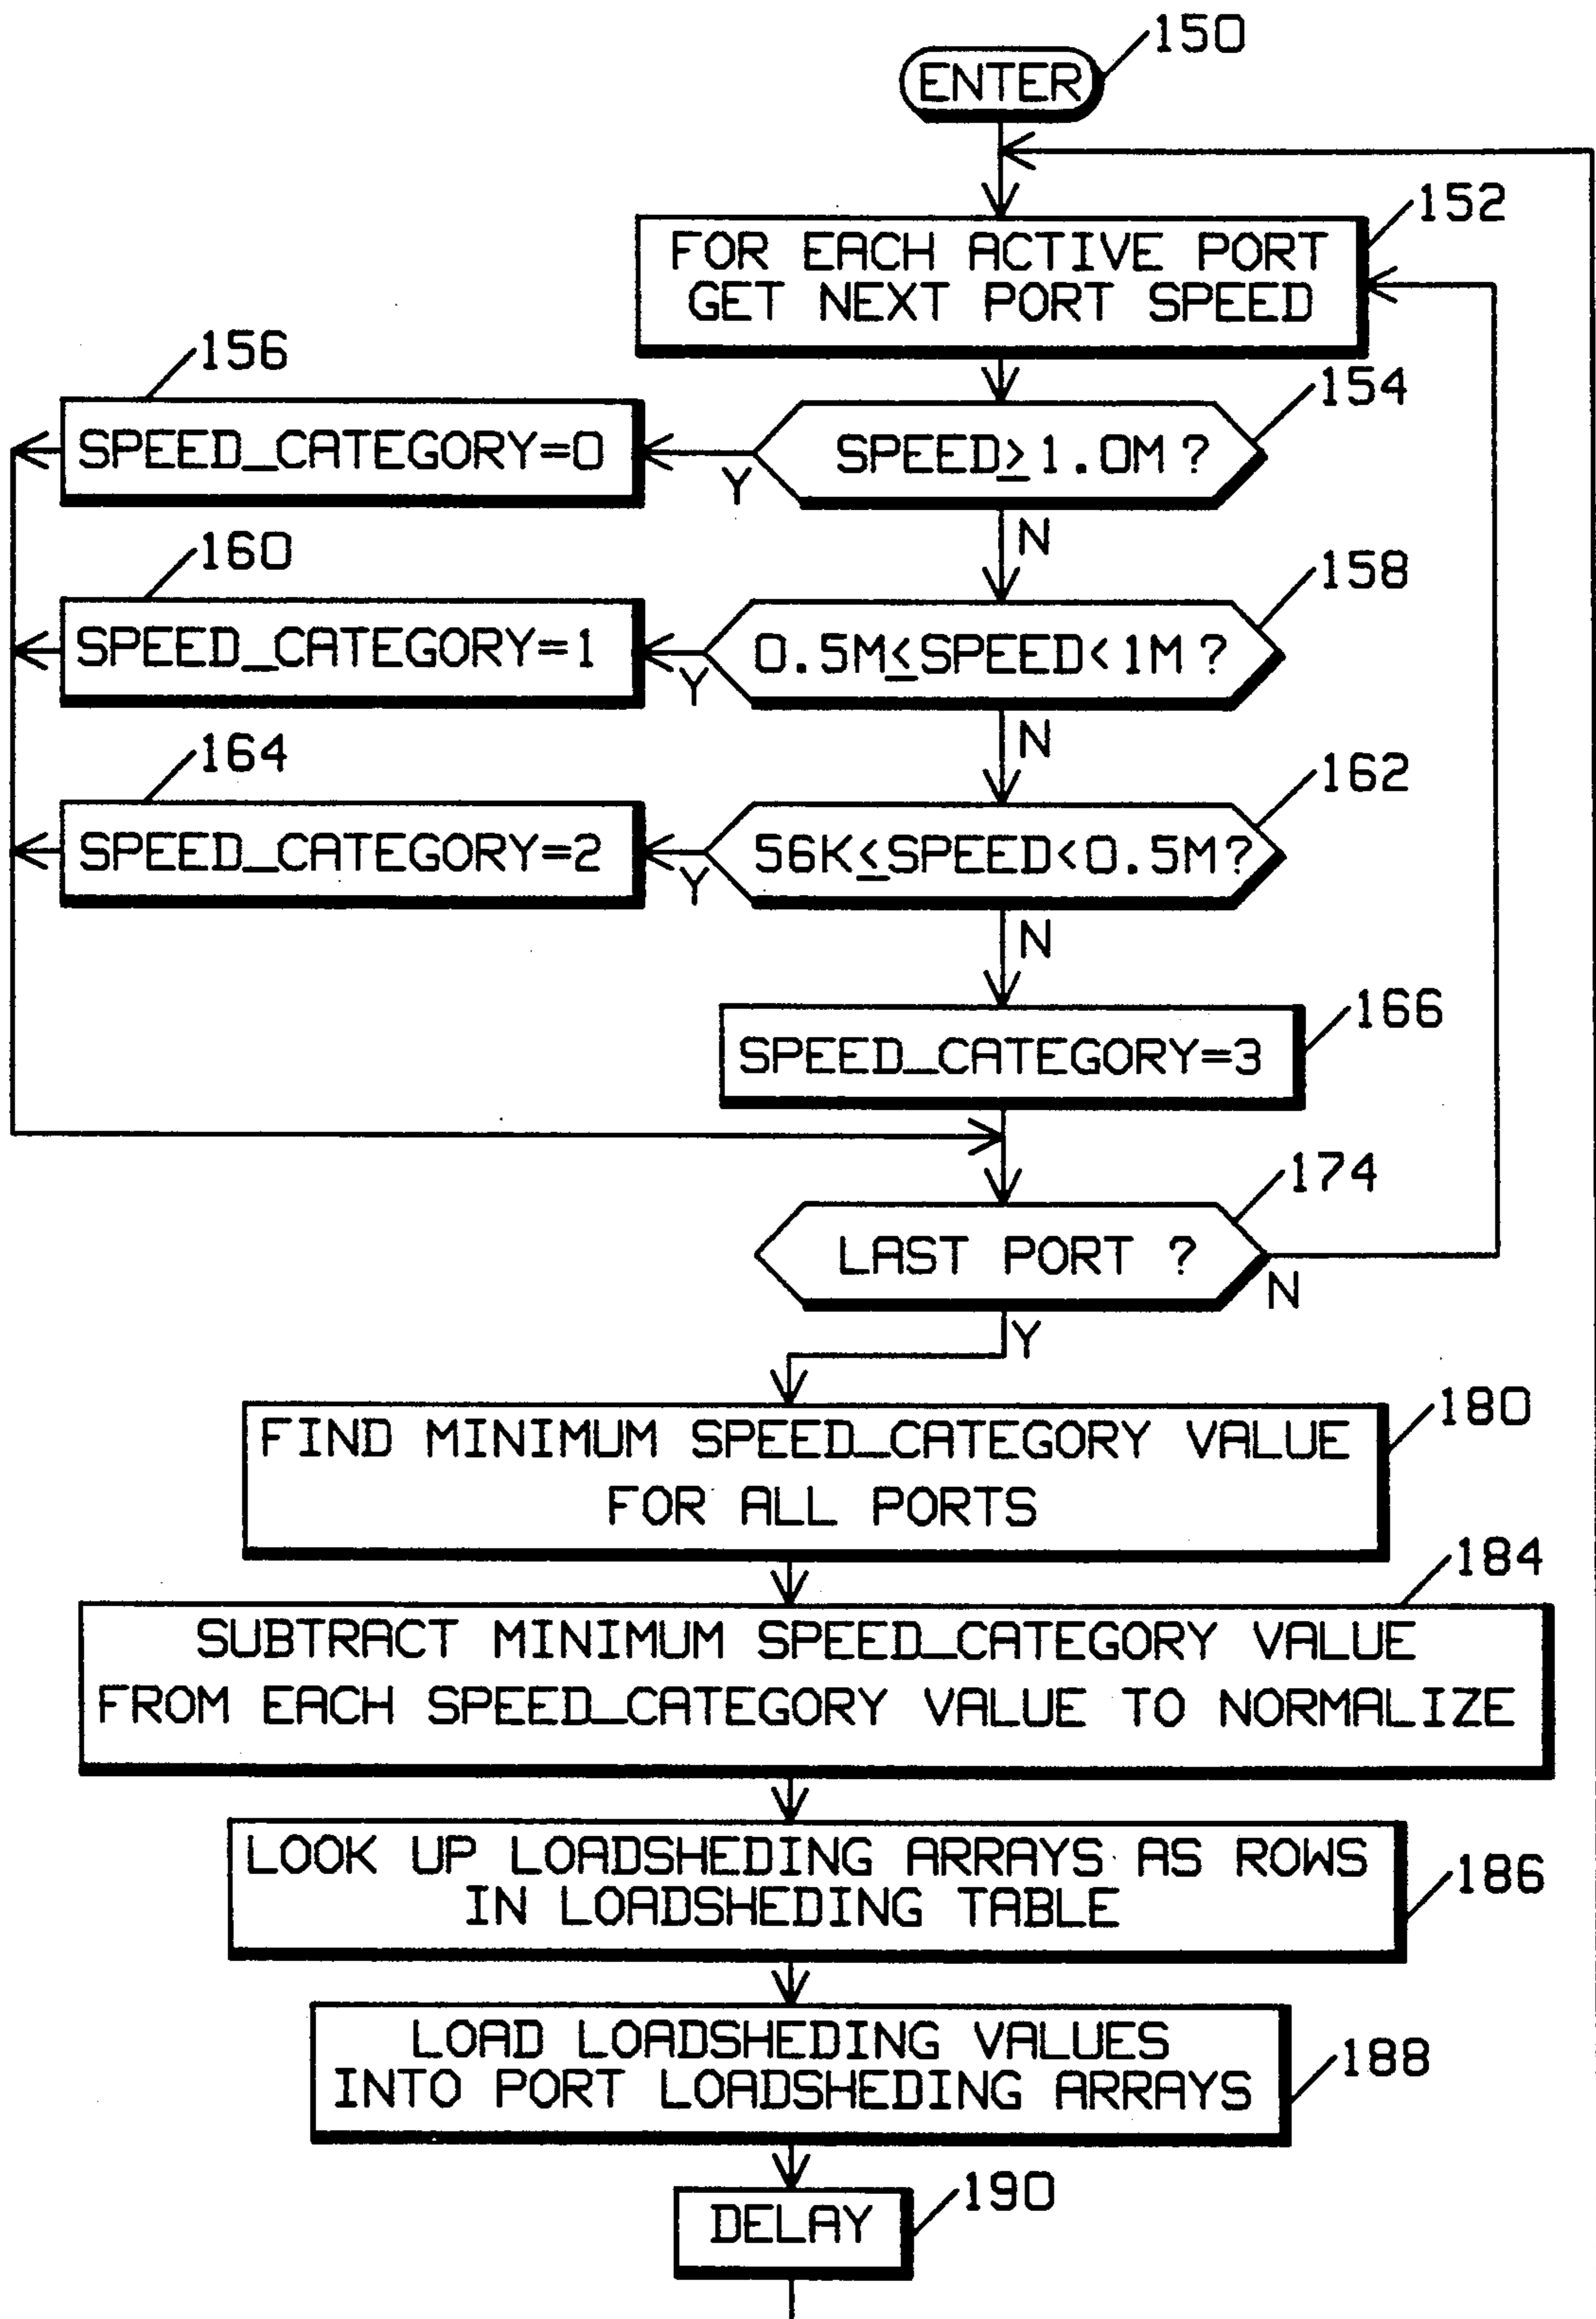 150
ENTER
152
FOR EACH ACTIVE PORT
GET NEXT PORT SPEED
156
154
SPEED_CATEGORY=0
Y
SPEED≥1.0M ?
N
160
158
SPEED_CATEGORY=1
Y
0.5M≤SPEED<1M ?
N
164
162
SPEED_CATEGORY=2
Y
56K≤SPEED<0.5M?
N
166
SPEED_CATEGORY=3
174
LAST PORT ?
N
Y
180
FIND MINIMUM SPEED_CATEGORY VALUE
FOR ALL PORTS
184
SUBTRACT MINIMUM SPEED_CATEGORY VALUE
FROM EACH SPEED_CATEGORY VALUE TO NORMALIZE
LOOK UP LOADSHEDING ARRAYS AS ROWS
IN LOADSHEDING TABLE
186
LOAD LOADSHEDING VALUES
INTO PORT LOADSHEDING ARRAYS
188
190
DELAY